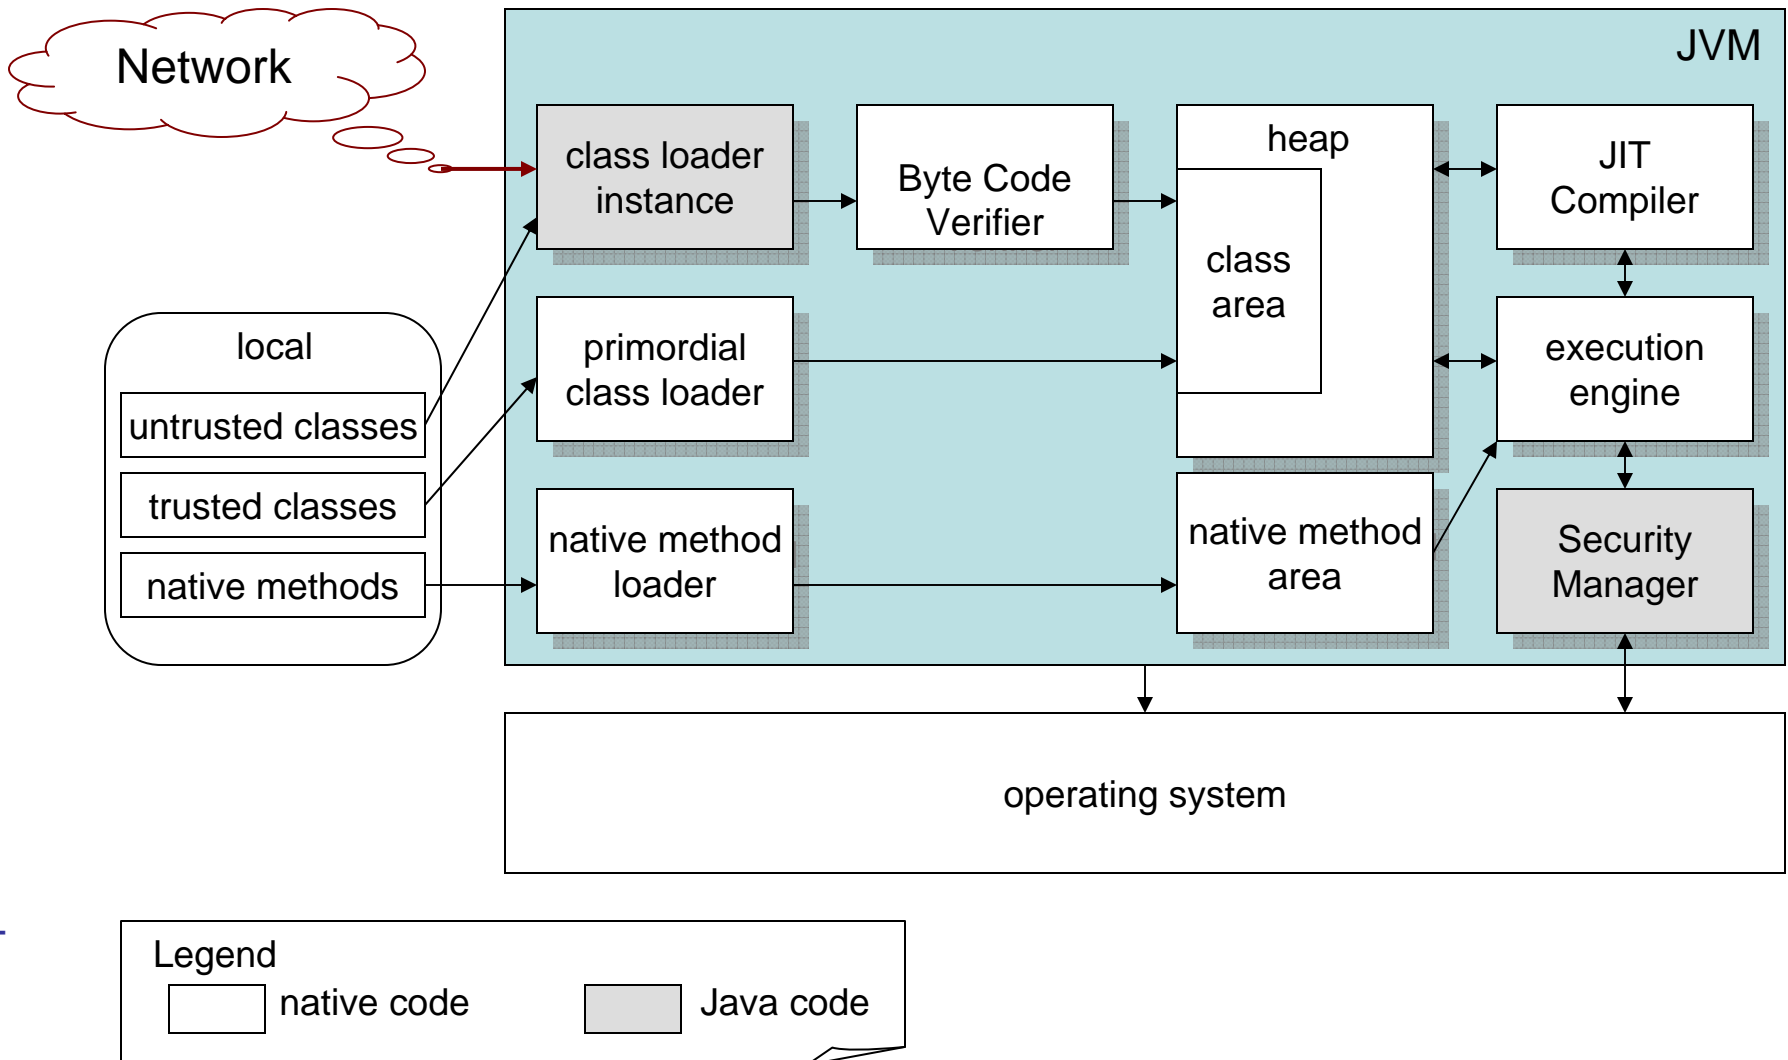 Network
JVM
class loader
instance
Byte Code
Verifier
heap
class
area
JIT
Compiler
local
untrusted classes
trusted classes
native methods
primordial
class loader
execution
engine
native method
loader
native method
area
Security
Manager
operating system
Legend
native code
Java code